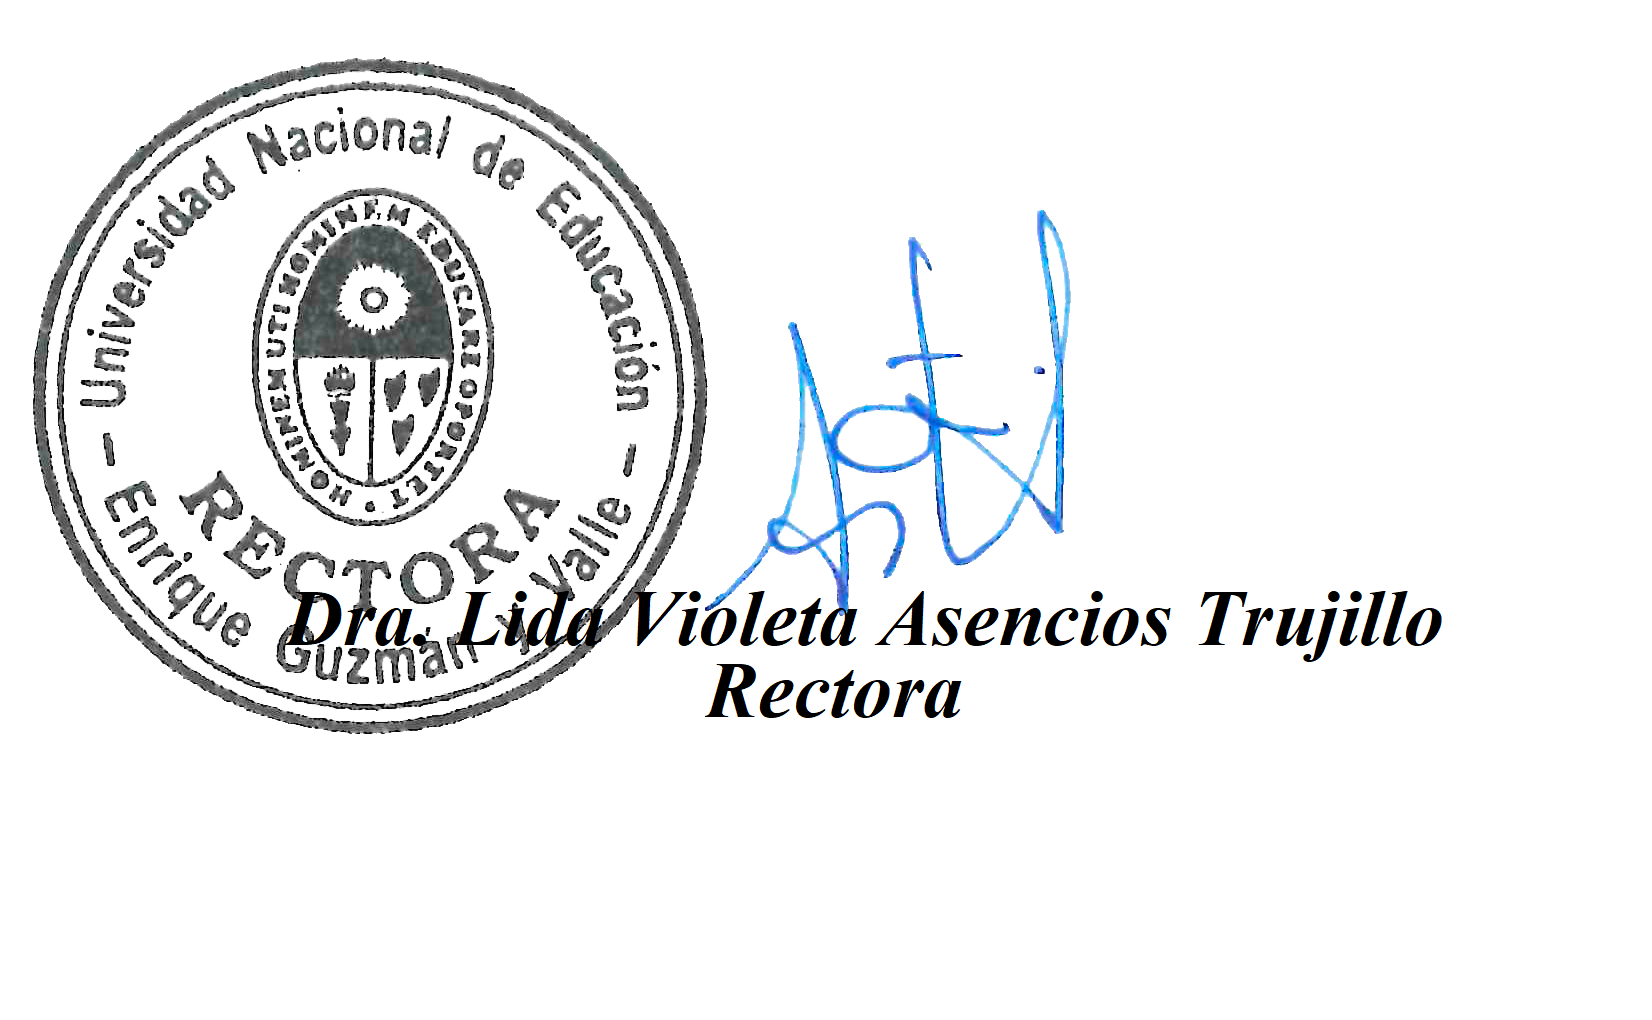 – Universidad Nacional de Educación –
HOMINEM UTI HOMINEM EDUCARE OPORTET
RECTORA
Enrique Guzmán y Valle
Dra. Lida Violeta Asencios Trujillo
Rectora